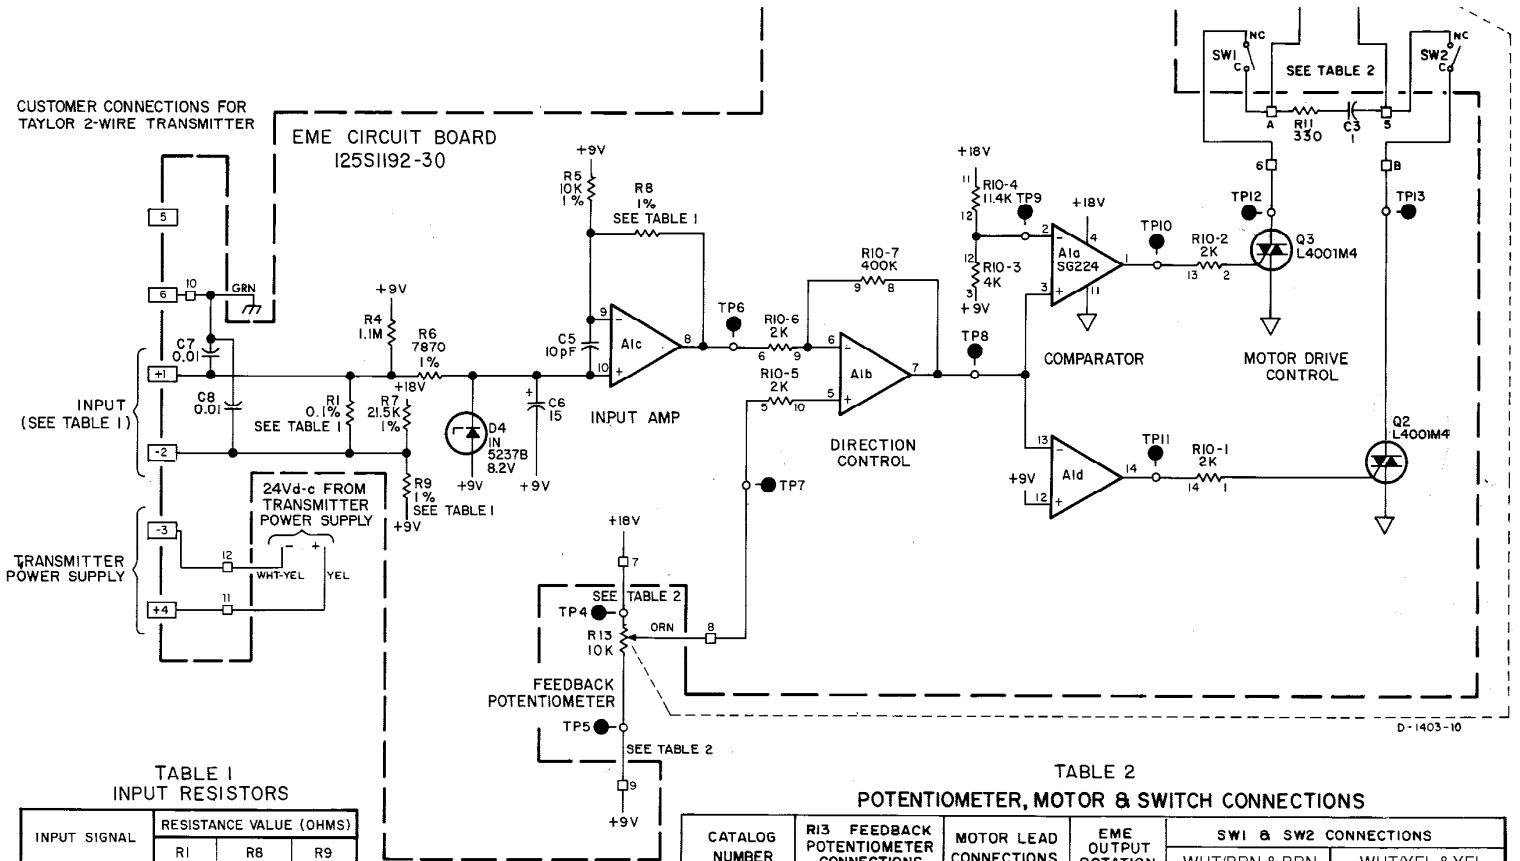 CUSTOMER CONNECTIONS FOR
TAYLOR 2-WIRE TRANSMITTER
EME CIRCUIT BOARD
125S1192-30
5
6
10
GRN
C7
0.01
+1
INPUT
(SEE TABLE 1)
C8
0.01
-2
R1
0.1%
SEE TABLE 1
+9V
R4
1.1M
R6
7870
1%
+18V
R7
21.5K
1%
R9
1%
SEE TABLE 1
+9V
D4
IN
5237B
8.2V
+9V
+
C6
15
+9V
+9V
R5
10K
1%
R8
1%
SEE TABLE 1
C5
10pF
9
-
A1c
8
10
+
INPUT AMP
TP6
R10-6
2K
6 9
R10-5
2K
5 10
R10-7
400K
9 8
6
-
A1b
7
5
+
DIRECTION
CONTROL
TP7
TP8
+18V
11
R10-4
11.4K
12
TP9
12
R10-3
4K
3
+9V
+18V
2
-
4
A1a
SG224
1
3
+
11
COMPARATOR
TP10
R10-2
2K
13 2
13
-
+9V
A1d
14
12
+
TP11
R10-1
2K
14 1
SW1
NC
C
SEE TABLE 2
SW2
NC
C
A
R11
330
C3
1
5
6
B
TP12
TP13
Q3
L4001M4
MOTOR DRIVE
CONTROL
Q2
L4001M4
24Vd-c FROM
TRANSMITTER
POWER SUPPLY
- +
-3
12
WHT-YEL
YEL
TRANSMITTER
POWER SUPPLY
+4
11
+18V
7
SEE TABLE 2
TP4
R13
10K
ORN
8
FEEDBACK
POTENTIOMETER
TP5
SEE TABLE 2
9
+9V
D-1403-10
TABLE 1
INPUT RESISTORS
INPUT SIGNAL
RESISTANCE VALUE (OHMS)
R1 R8 R9
TABLE 2
POTENTIOMETER, MOTOR & SWITCH CONNECTIONS
CATALOG
NUMBER
R13 FEEDBACK
POTENTIOMETER
CONNECTIONS
MOTOR LEAD
CONNECTIONS
EME
OUTPUT
ROTATION
SW1 & SW2 CONNECTIONS
WHT/BRN & BRN
WHT/YEL & YEL